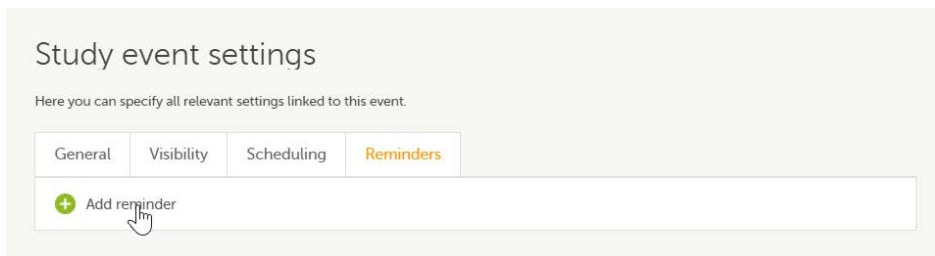 Study event settings
Here you can specify all relevant settings linked to this event.
General Visibility Scheduling Reminders
Add reminder